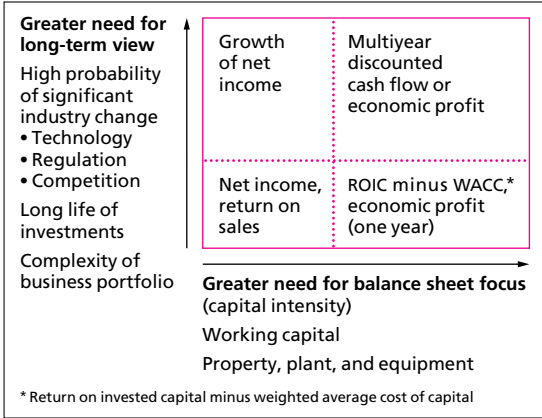 Greater need for
long-term view
High probability
of significant
industry change
• Technology
• Regulation
• Competition
Long life of
investments
Complexity of
business portfolio
Growth
of net
income
Multiyear
discounted
cash flow or
economic profit
Net income,
return on
sales
ROIC minus WACC,*
economic profit
(one year)
Greater need for balance sheet focus
(capital intensity)
Working capital
Property, plant, and equipment
* Return on invested capital minus weighted average cost of capital